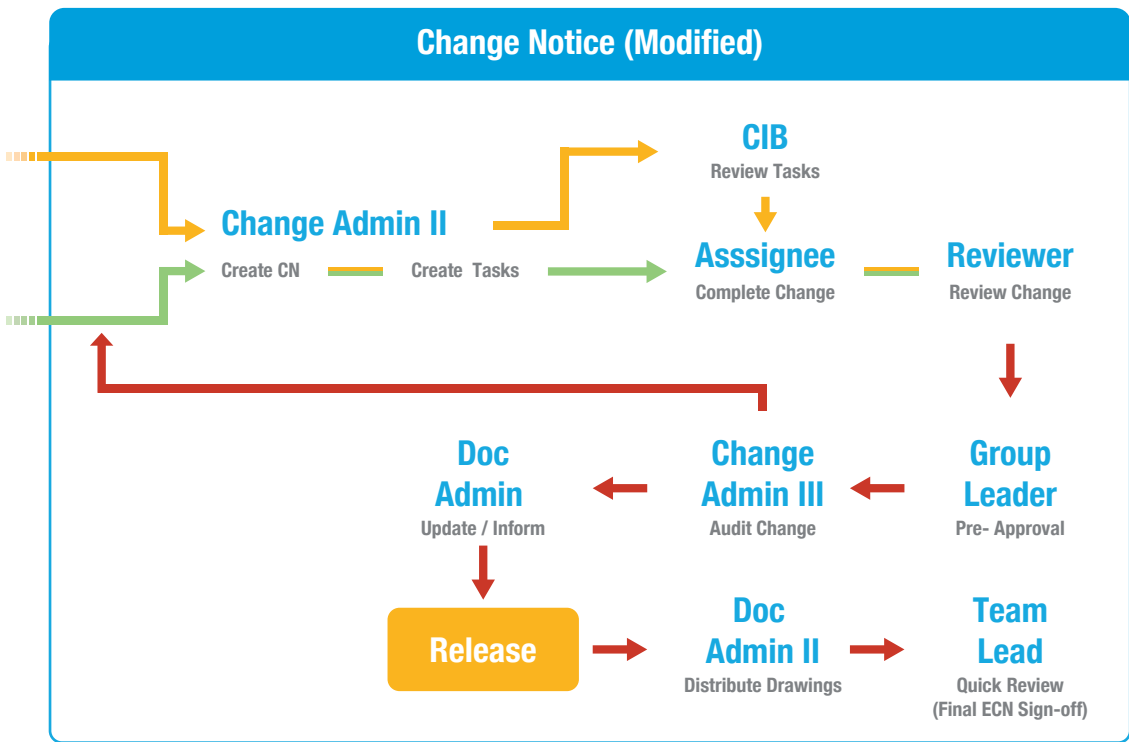 Change Notice (Modified)
CIB
Review Tasks
Change Admin II
Create CN
Create Tasks
Asssignee
Complete Change
Reviewer
Review Change
Doc
Admin
Update / Inform
Change
Admin III
Audit Change
Group
Leader
Pre- Approval
Release
Doc
Admin II
Distribute Drawings
Team
Lead
Quick Review
(Final ECN Sign-off)